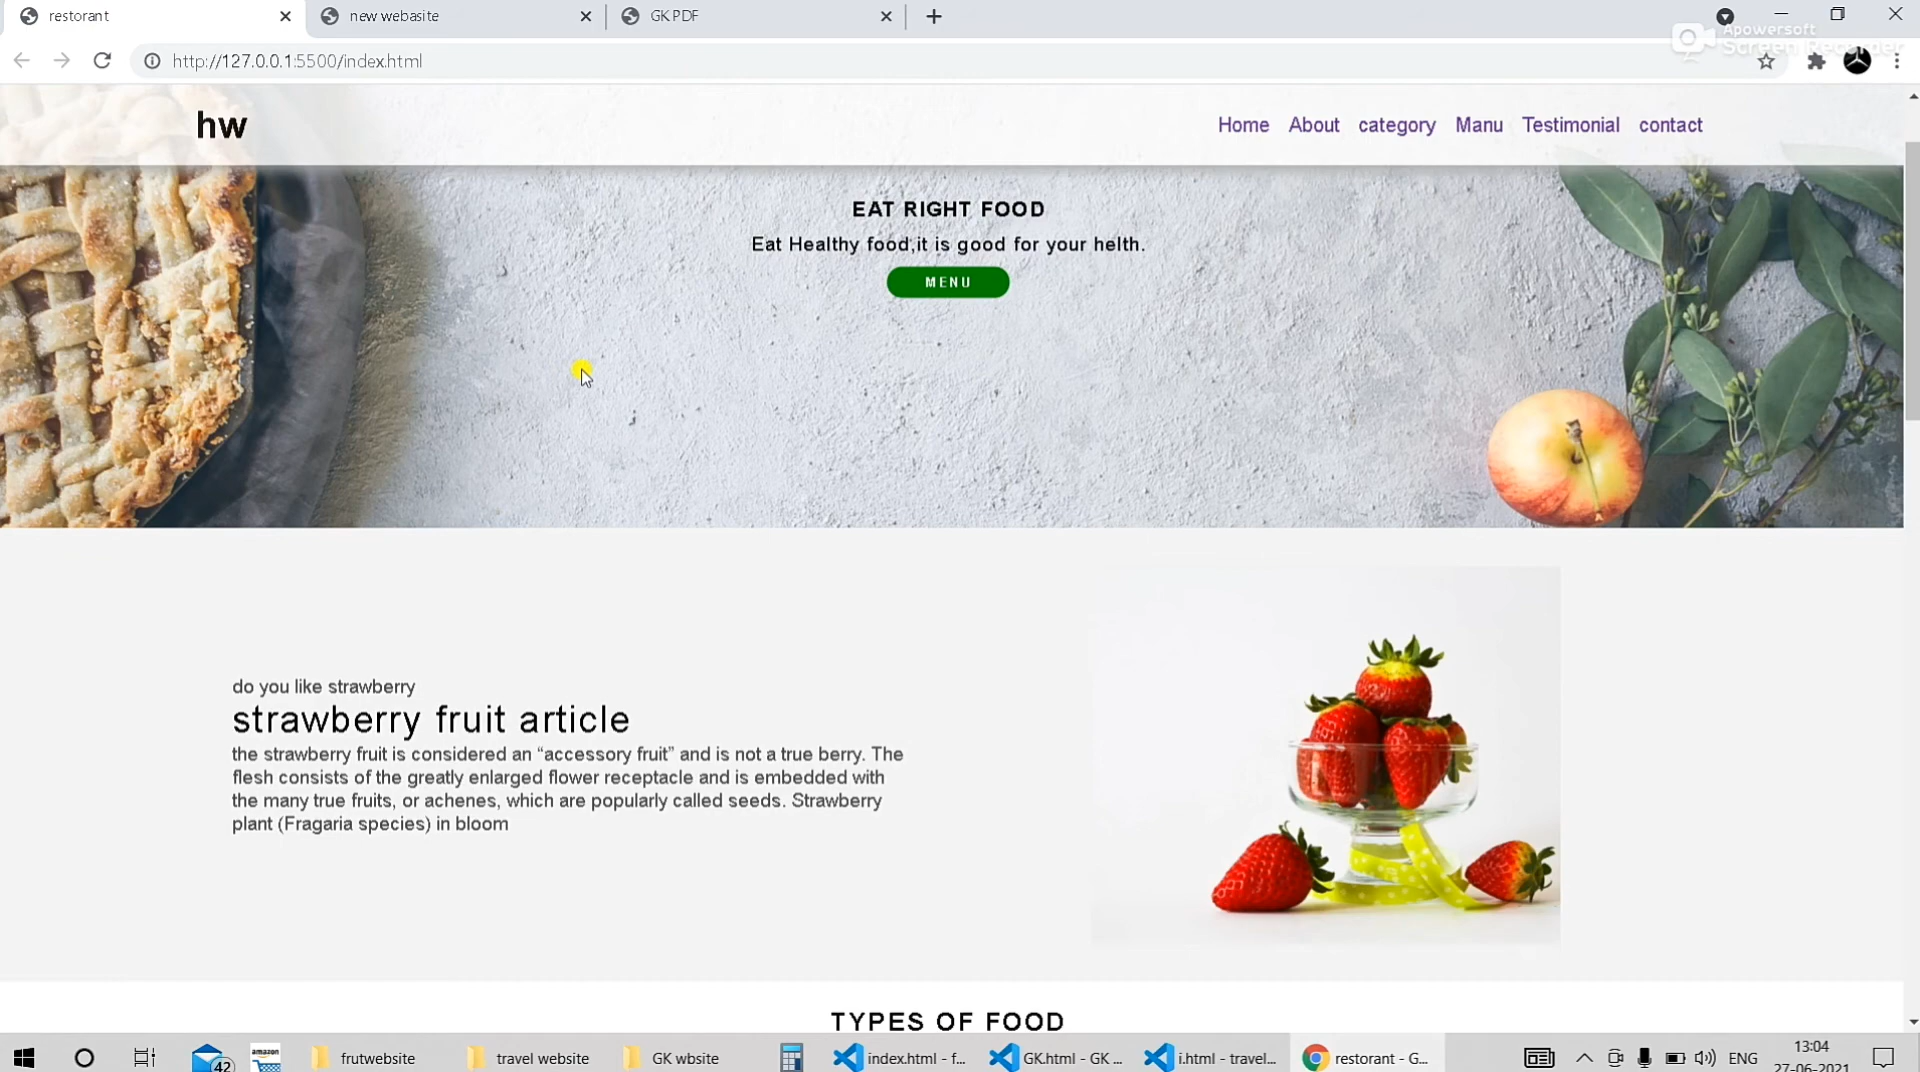 restorant
new webasite
GK PDF
Apowersoft
Screen Recorder
http://127.0.0.1:5500/index.html
hw
Home About category Manu Testimonial contact
EAT RIGHT FOOD
Eat Healthy food,it is good for your helth.
MENU
do you like strawberry
strawberry fruit article
the strawberry fruit is considered an “accessory fruit” and is not a true berry. The
flesh consists of the greatly enlarged flower receptacle and is embedded with
the many true fruits, or achenes, which are popularly called seeds. Strawberry
plant (Fragaria species) in bloom
TYPES OF FOOD
42
amazon
frutwebsite
travel website
GK wbsite
index.html - f...
GK.html - GK ...
i.html - travel...
restorant - G...
ENG
13:04
27-06-2021